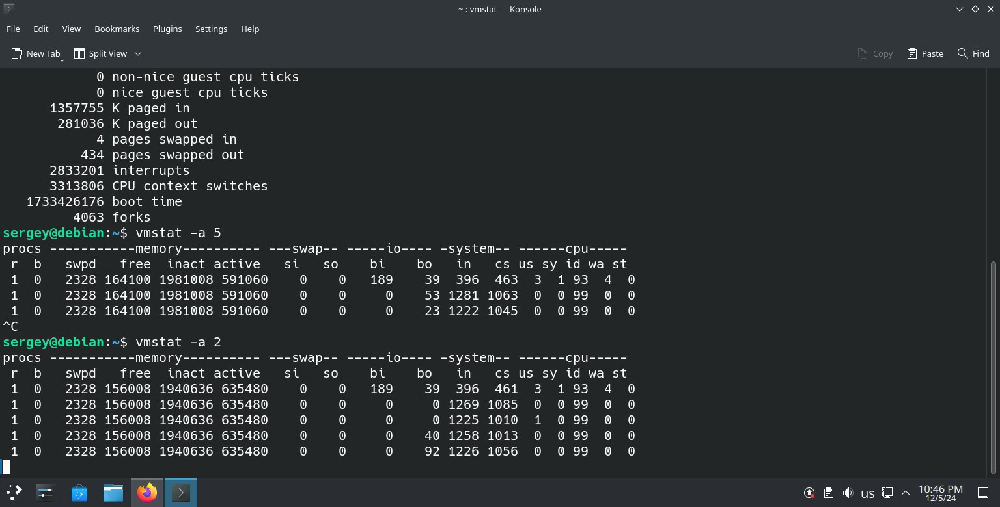 ~ : vmstat — Konsole
File Edit View Bookmarks Plugins Settings Help
New Tab Split View Copy Paste Find
0 non-nice guest cpu ticks
0 nice guest cpu ticks
1357755 K paged in
281036 K paged out
4 pages swapped in
434 pages swapped out
2833201 interrupts
3313806 CPU context switches
1733426176 boot time
4063 forks
sergey@debian:~$ vmstat -a 5
procs -----------memory---------- ---swap-- -----io---- -system-- ------cpu-----
 r  b   swpd   free  inact active   si   so    bi    bo   in   cs us sy id wa st
 1  0   2328 164100 1981008 591060    0    0   189    39  396  463  3  1 93  4  0
 1  0   2328 164100 1981008 591060    0    0     0    53 1281 1063  0  0 99  0  0
 1  0   2328 164100 1981008 591060    0    0     0    23 1222 1045  0  0 99  0  0
^C
sergey@debian:~$ vmstat -a 2
procs -----------memory---------- ---swap-- -----io---- -system-- ------cpu-----
 r  b   swpd   free  inact active   si   so    bi    bo   in   cs us sy id wa st
 1  0   2328 156008 1940636 635480    0    0   189    39  396  461  3  1 93  4  0
 1  0   2328 156008 1940636 635480    0    0     0     0 1269 1085  0  0 99  0  0
 1  0   2328 156008 1940636 635480    0    0     0     0 1225 1010  1  0 99  0  0
 1  0   2328 156008 1940636 635480    0    0     0    40 1258 1013  0  0 99  0  0
 1  0   2328 156008 1940636 635480    0    0     0    92 1226 1056  0  0 99  0  0
us 10:46 PM
12/5/24